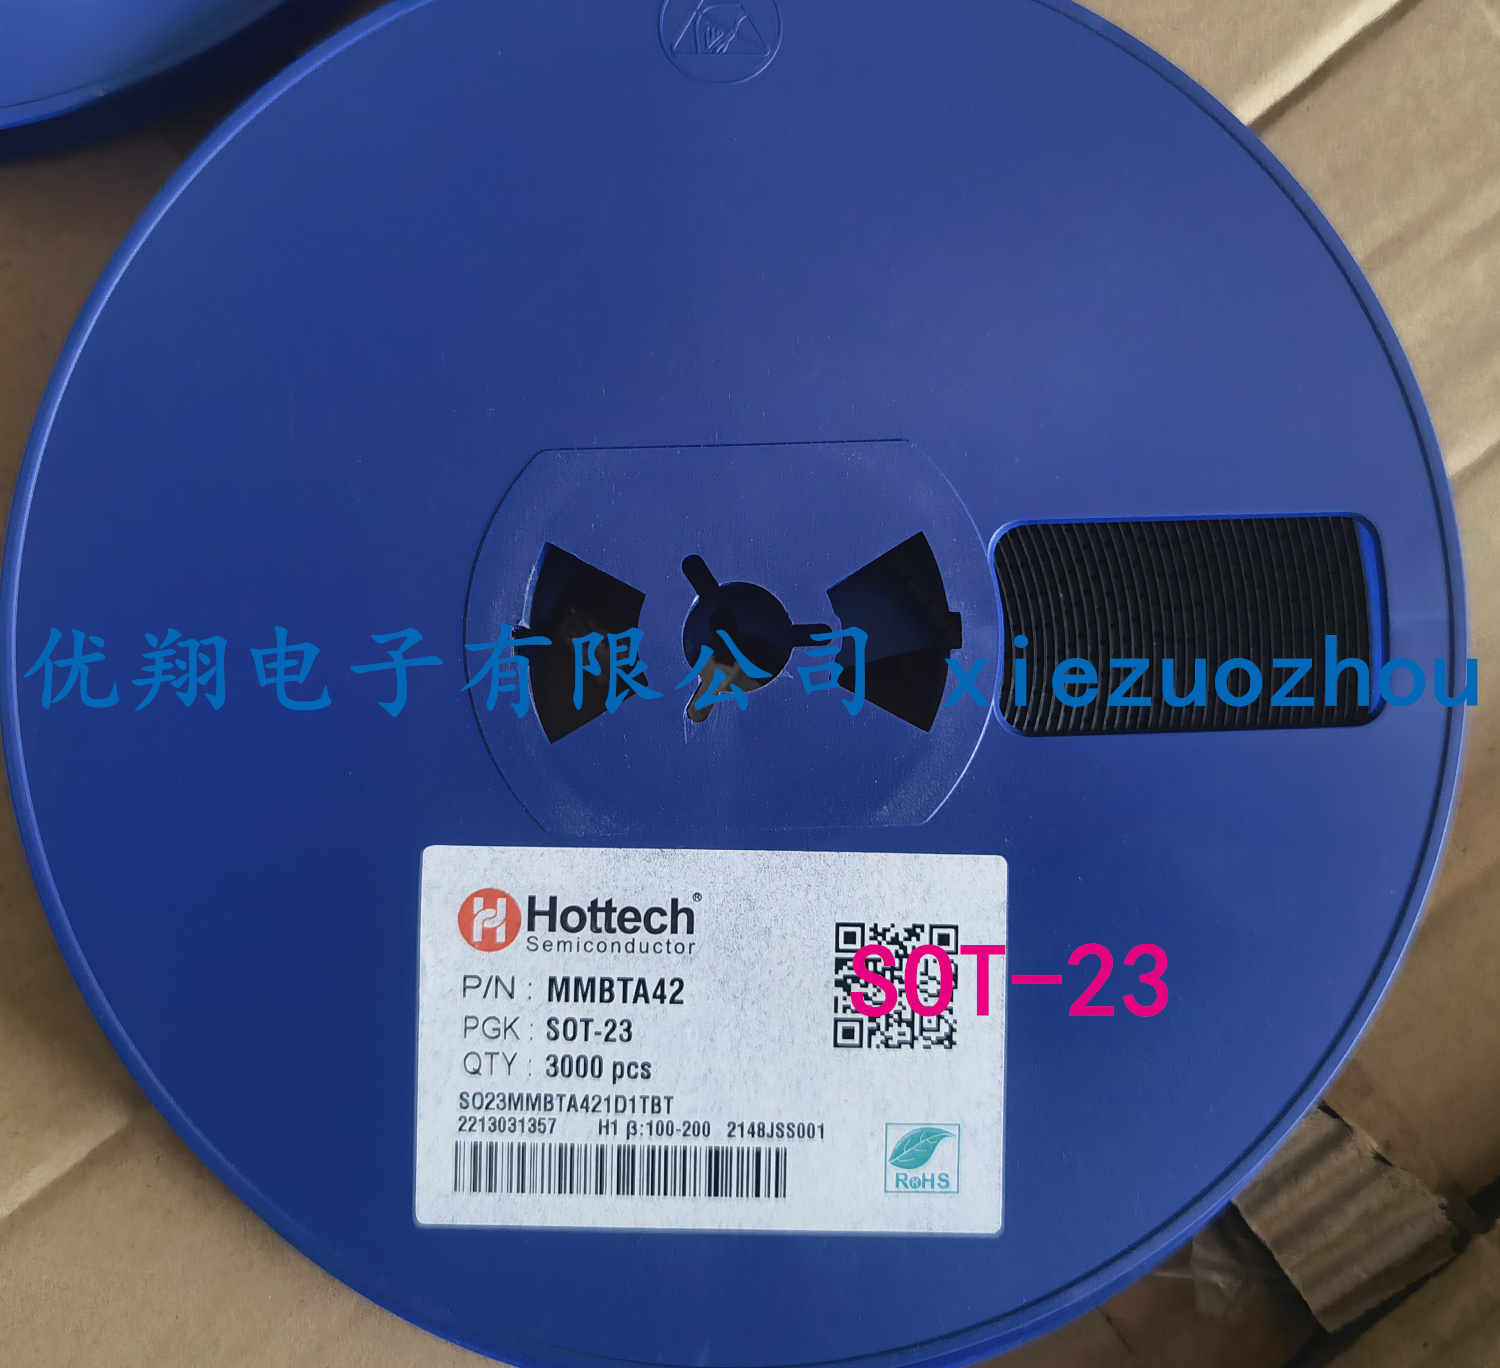 优翔电子有限公司 xiezuozhou
Hottech®
Semiconductor
SOT-23
P/N : MMBTA42
PGK : SOT-23
QTY : 3000 pcs
SO23MMBTA421D1TBT
2213031357 H1 β:100-200 2148JSS001
RoHS